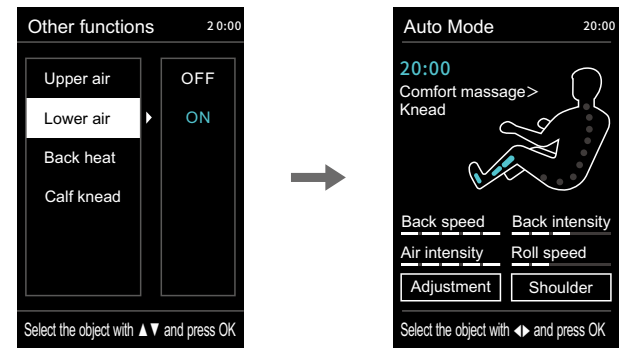 Other functions 20:00
Upper air
OFF
Lower air
ON
Back heat
Calf knead
Select the object with ▲▼ and press OK
Auto Mode 20:00
20:00
Comfort massage>
Knead
Back speed Back intensity
Air intensity Roll speed
Adjustment Shoulder
Select the object with ◀▶ and press OK